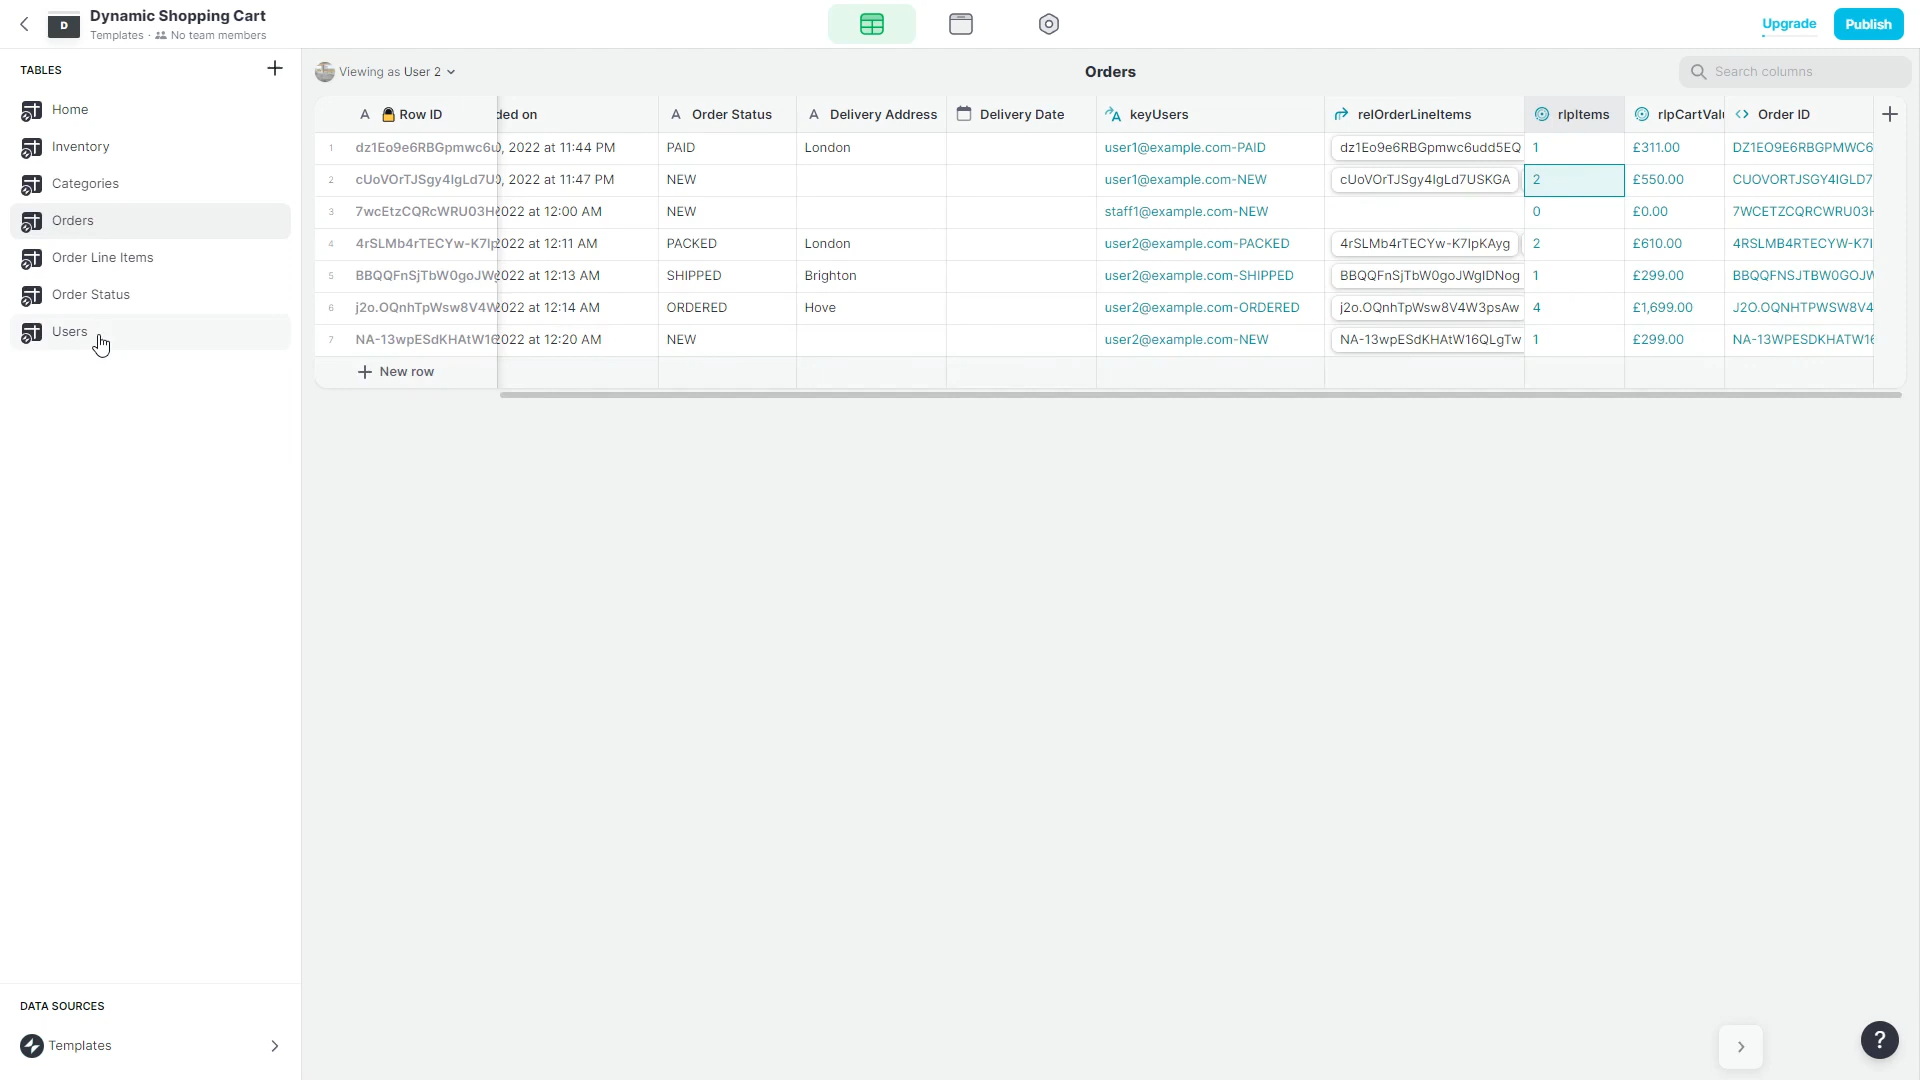 D
Dynamic Shopping Cart
Templates · No team members
Upgrade
Publish
TABLES
Home
Inventory
Categories
Orders
Order Line Items
Order Status
Users
DATA SOURCES
Templates
Viewing as User 2
Orders
Search columns
Row ID ded on Order Status Delivery Address Delivery Date keyUsers relOrderLineItems rlpItems rlpCartValu Order ID
1 dz1Eo9e6RBGpmwc6u 0, 2022 at 11:44 PM PAID London user1@example.com-PAID dz1Eo9e6RBGpmwc6udd5EQ 1 £311.00 DZ1EO9E6RBGPMWC6
2 cUoVOrTJSgy4IgLd7U 0, 2022 at 11:47 PM NEW user1@example.com-NEW cUoVOrTJSgy4IgLd7USKGA 2 £550.00 CUOVORTJSGY4IGLD7
3 7wcEtzCQRcWRU03H 2022 at 12:00 AM NEW staff1@example.com-NEW 0 £0.00 7WCETZCQRCWRU03H
4 4rSLMb4rTECYw-K7Ip 2022 at 12:11 AM PACKED London user2@example.com-PACKED 4rSLMb4rTECYw-K7IpKAyg 2 £610.00 4RSLMB4RTECYW-K7I
5 BBQQFnSjTbW0goJWg 2022 at 12:13 AM SHIPPED Brighton user2@example.com-SHIPPED BBQQFnSjTbW0goJWgIDNog 1 £299.00 BBQQFNSJTBW0GOJW
6 j2o.OQnhTpWsw8V4W 2022 at 12:14 AM ORDERED Hove user2@example.com-ORDERED j2o.OQnhTpWsw8V4W3psAw 4 £1,699.00 J2O.OQNHTPWSW8V4
7 NA-13wpESdKHAtW16 2022 at 12:20 AM NEW user2@example.com-NEW NA-13wpESdKHAtW16QLgTw 1 £299.00 NA-13WPESDKHATW16
New row
?